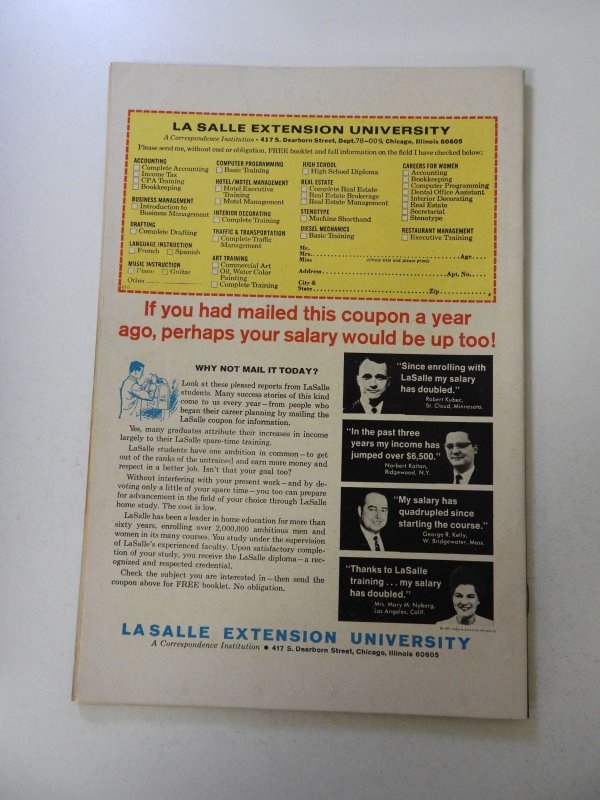 LA SALLE EXTENSION UNIVERSITY
A Correspondence Institution • 417 S. Dearborn Street, Dept. 78-009, Chicago, Illinois 60605
Please send me, without cost or obligation, FREE booklet and full information on the field I have checked below:
ACCOUNTING
Complete Accounting
Income Tax
CPA Training
Bookkeeping
BUSINESS MANAGEMENT
Introduction to
Business Management
DRAFTING
Complete Drafting
LANGUAGE INSTRUCTION
French Spanish
MUSIC INSTRUCTION
Piano Guitar
Other
COMPUTER PROGRAMMING
Basic Training
HOTEL/MOTEL MANAGEMENT
Hotel Executive
Training
Motel Management
INTERIOR DECORATING
Complete Training
TRAFFIC & TRANSPORTATION
Complete Traffic
Management
ART TRAINING
Commercial Art
Oil, Water Color
Painting
Complete Training
HIGH SCHOOL
High School Diploma
REAL ESTATE
Complete Real Estate
Real Estate Brokerage
Real Estate Management
STENOTYPE
Machine Shorthand
DIESEL MECHANICS
Basic Training
CAREERS FOR WOMEN
Accounting
Bookkeeping
Computer Programming
Dental Office Assistant
Interior Decorating
Real Estate
Secretarial
Stenotype
RESTAURANT MANAGEMENT
Executive Training
Mr.
Mrs. Age
Miss (Circle title and please print)
Address Apt. No.
City &
State Zip
If you had mailed this coupon a year
ago, perhaps your salary would be up too!
WHY NOT MAIL IT TODAY?
Look at these pleased reports from LaSalle
students. Many success stories of this kind
come to us every year—from people who
began their career planning by mailing the
LaSalle coupon for information.
Yes, many graduates attribute their increases in income
largely to their LaSalle spare-time training.
LaSalle students have one ambition in common—to get
out of the ranks of the untrained and earn more money and
respect in a better job. Isn't that your goal too?
Without interfering with your present work—and by de-
voting only a little of your spare time—you too can prepare
for advancement in the field of your choice through LaSalle
home study. The cost is low.
LaSalle has been a leader in home education for more than
sixty years, enrolling over 2,000,000 ambitious men and
women in its many courses. You study under the supervision
of LaSalle's experienced faculty. Upon satisfactory comple-
tion of your study, you receive the LaSalle diploma—a rec-
ognized and respected credential.
Check the subject you are interested in—then send the
coupon above for FREE booklet. No obligation.
"Since enrolling with
LaSalle my salary
has doubled."
Robert Kubec,
St. Cloud, Minnesota.
"In the past three
years my income has
jumped over $6,500."
Norbert Kaitan,
Ridgewood, N.Y.
"My salary has
quadrupled since
starting the course."
George R. Kelly,
W. Bridgewater, Mass.
"Thanks to LaSalle
training . . . my salary
has doubled."
Mrs. Mary M. Nyberg,
Los Angeles, Calif.
LA SALLE EXTENSION UNIVERSITY
A Correspondence Institution • 417 S. Dearborn Street, Chicago, Illinois 60605